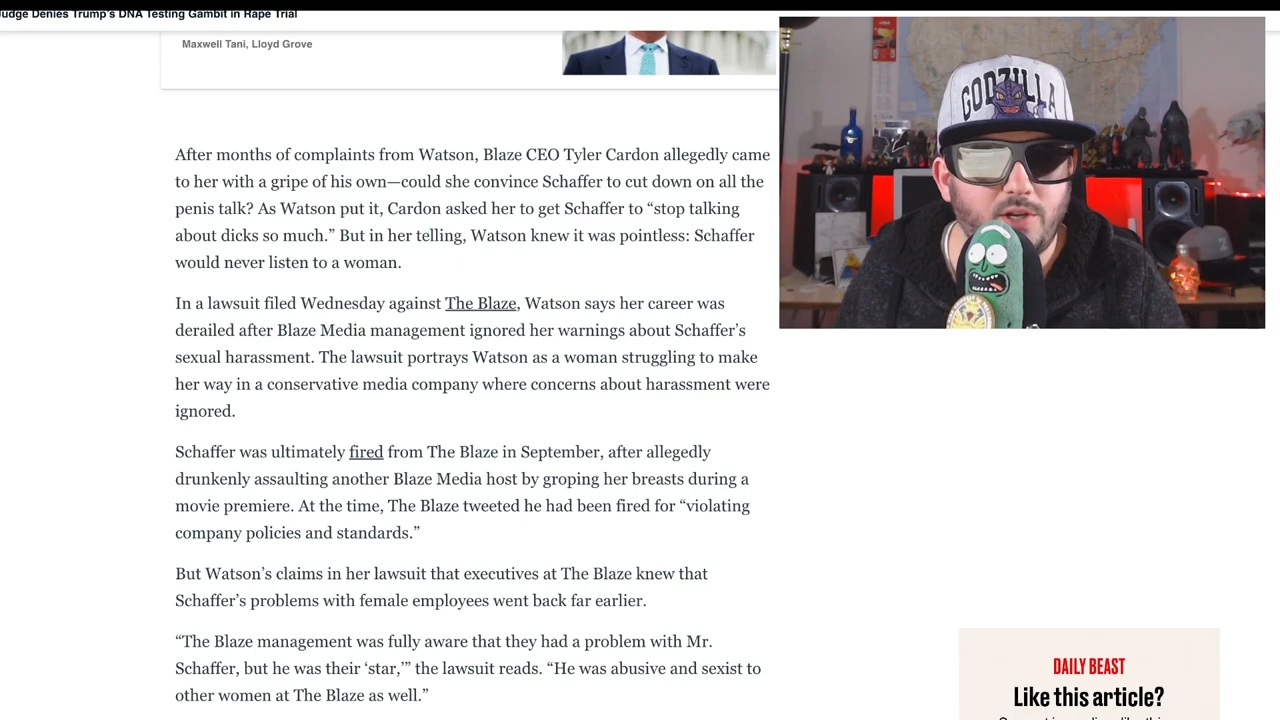 Judge Denies Trump's DNA Testing Gambit in Rape Trial
Maxwell Tani, Lloyd Grove
GODZILLA
After months of complaints from Watson, Blaze CEO Tyler Cardon allegedly came
to her with a gripe of his own—could she convince Schaffer to cut down on all the
penis talk? As Watson put it, Cardon asked her to get Schaffer to “stop talking
about dicks so much.” But in her telling, Watson knew it was pointless: Schaffer
would never listen to a woman.
In a lawsuit filed Wednesday against The Blaze, Watson says her career was
derailed after Blaze Media management ignored her warnings about Schaffer’s
sexual harassment. The lawsuit portrays Watson as a woman struggling to make
her way in a conservative media company where concerns about harassment were
ignored.
Schaffer was ultimately fired from The Blaze in September, after allegedly
drunkenly assaulting another Blaze Media host by groping her breasts during a
movie premiere. At the time, The Blaze tweeted he had been fired for “violating
company policies and standards.”
But Watson’s claims in her lawsuit that executives at The Blaze knew that
Schaffer’s problems with female employees went back far earlier.
“The Blaze management was fully aware that they had a problem with Mr.
Schaffer, but he was their ‘star,’” the lawsuit reads. “He was abusive and sexist to
other women at The Blaze as well.”
DAILY BEAST
Like this article?